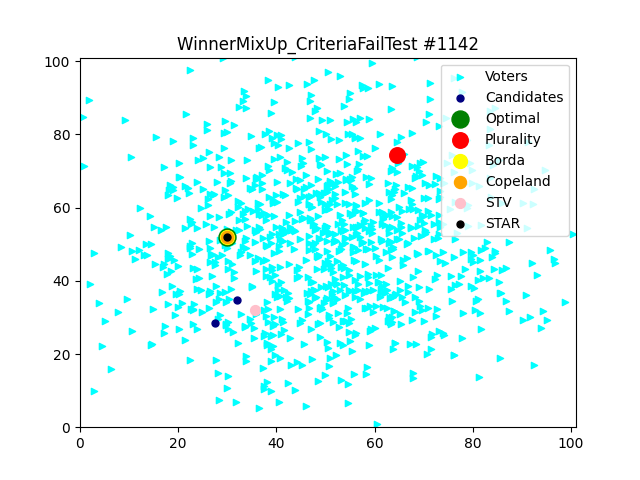 WinnerMixUp_CriteriaFailTest #1142
100
80
60
40
20
0
0
20
40
60
80
100
Voters
Candidates
Optimal
Plurality
Borda
Copeland
STV
STAR